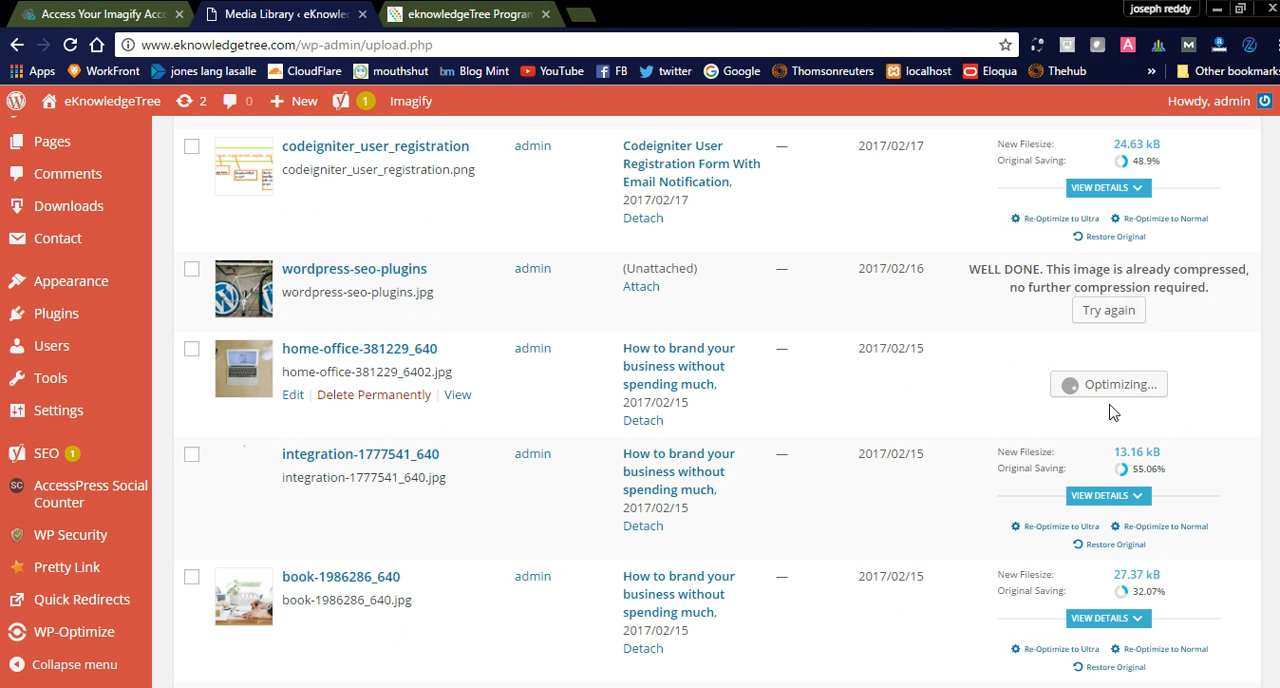 Access Your Imagify Acc
Media Library ‹ eKnowle
eknowledgeTree Progran
joseph reddy
www.eknowledgetree.com/wp-admin/upload.php
Apps
WorkFront
jones lang lasalle
CloudFlare
mouthshut
bm Blog Mint
YouTube
FB
twitter
Google
Thomsonreuters
localhost
Eloqua
Thehub
»
Other bookmarks
eKnowledgeTree
2
0
+ New
1
Imagify
Howdy, admin
Pages
Comments
Downloads
Contact
Appearance
Plugins
Users
Tools
Settings
SEO 1
AccessPress Social
Counter
WP Security
Pretty Link
Quick Redirects
WP-Optimize
Collapse menu
codeigniter_user_registration
codeigniter_user_registration.png
admin
Codeigniter User
Registration Form With
Email Notification,
2017/02/17
Detach
—
2017/02/17
New Filesize: 24.63 kB
Original Saving: 48.9%
VIEW DETAILS
Re-Optimize to Ultra Re-Optimize to Normal
Restore Original
wordpress-seo-plugins
wordpress-seo-plugins.jpg
admin
(Unattached)
Attach
—
2017/02/16
WELL DONE. This image is already compressed,
no further compression required.
Try again
home-office-381229_640
home-office-381229_6402.jpg
Edit | Delete Permanently | View
admin
How to brand your
business without
spending much,
2017/02/15
Detach
—
2017/02/15
Optimizing...
integration-1777541_640
integration-1777541_640.jpg
admin
How to brand your
business without
spending much,
2017/02/15
Detach
—
2017/02/15
New Filesize: 13.16 kB
Original Saving: 55.06%
VIEW DETAILS
Re-Optimize to Ultra Re-Optimize to Normal
Restore Original
book-1986286_640
book-1986286_640.jpg
admin
How to brand your
business without
spending much,
2017/02/15
Detach
—
2017/02/15
New Filesize: 27.37 kB
Original Saving: 32.07%
VIEW DETAILS
Re-Optimize to Ultra Re-Optimize to Normal
Restore Original